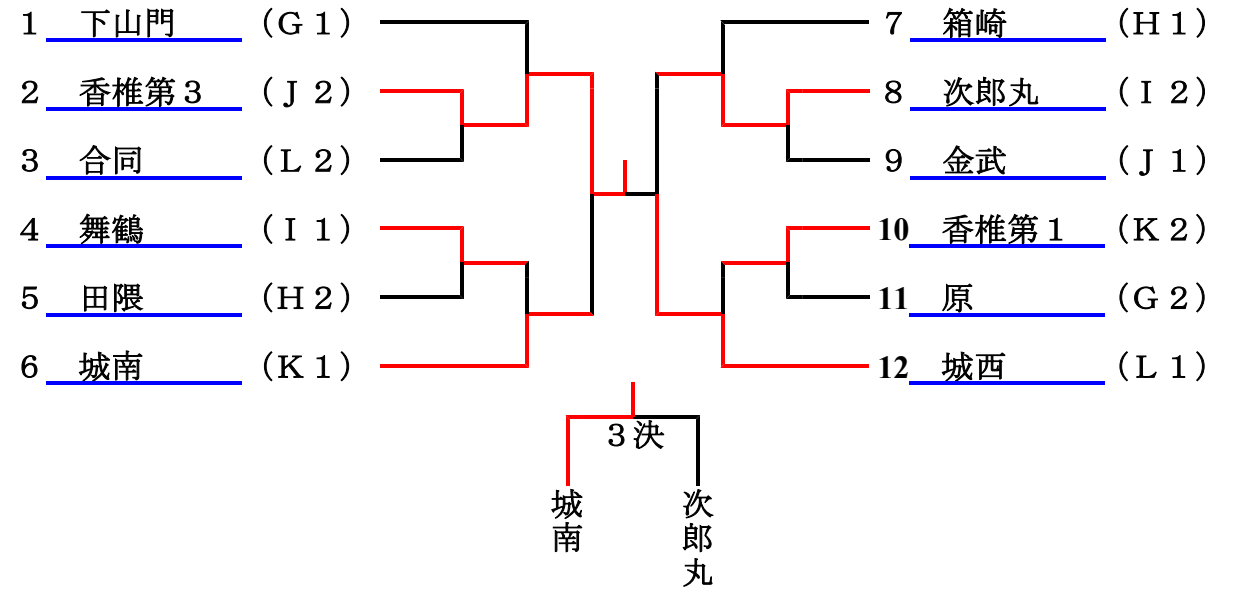 1 下山門 (G1)
2 香椎第3 (J2)
3 合同 (L2)
4 舞鶴 (I1)
5 田隈 (H2)
6 城南 (K1)
7 箱崎 (H1)
8 次郎丸 (I2)
9 金武 (J1)
10 香椎第1 (K2)
11 原 (G2)
12 城西 (L1)
3決
城南
次郎丸